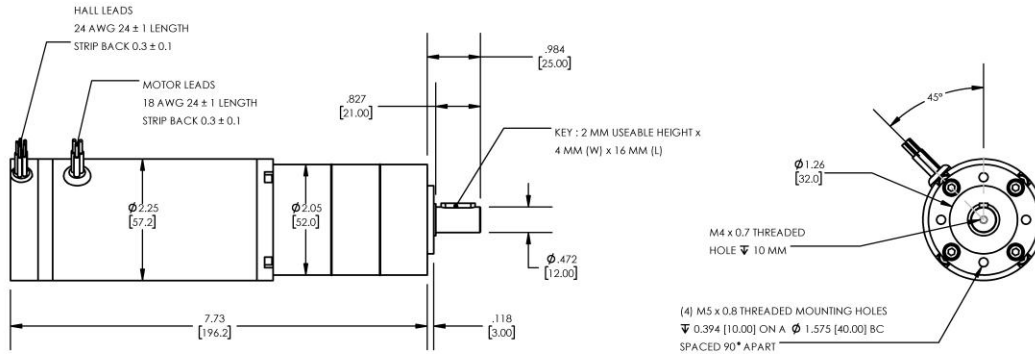 HALL LEADS
24 AWG 24 ± 1 LENGTH
STRIP BACK 0.3 ± 0.1
MOTOR LEADS
18 AWG 24 ± 1 LENGTH
STRIP BACK 0.3 ± 0.1
.984
[25.00]
.827
[21.00]
KEY : 2 MM USEABLE HEIGHT x
4 MM (W) x 16 MM (L)
Ø2.25
[57.2]
Ø2.05
[52.0]
Ø.472
[12.00]
7.73
[196.2]
.118
[3.00]
45°
Ø1.26
[32.0]
M4 x 0.7 THREADED
HOLE ↧ 10 MM
(4) M5 x 0.8 THREADED MOUNTING HOLES
↧ 0.394 [10.00] ON A Ø 1.575 [40.00] BC
SPACED 90° APART